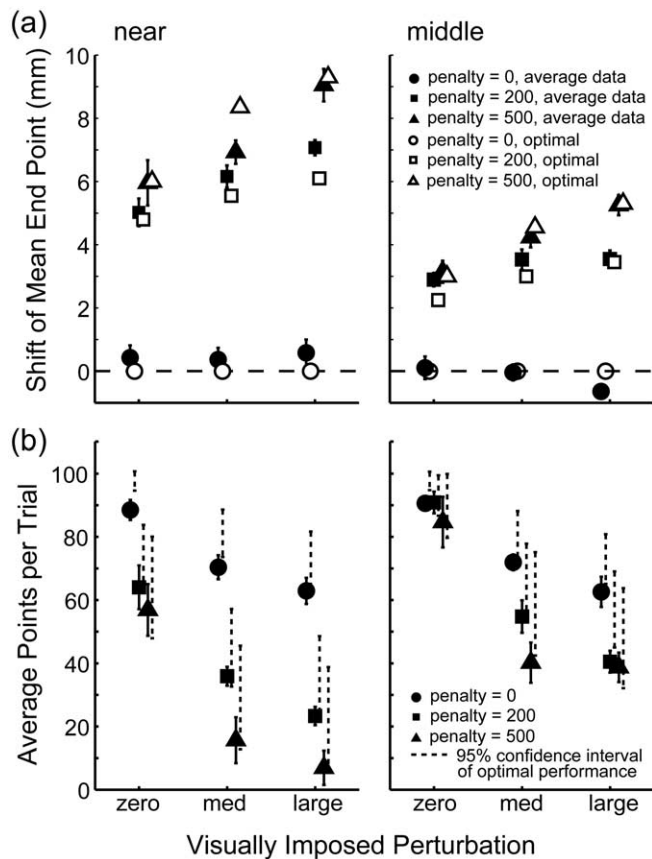 (a)
near
middle
Shift of Mean End Point (mm)
10
8
6
4
2
0
penalty = 0, average data
penalty = 200, average data
penalty = 500, average data
penalty = 0, optimal
penalty = 200, optimal
penalty = 500, optimal
(b)
Average Points per Trial
100
80
60
40
20
0
penalty = 0
penalty = 200
penalty = 500
95% confidence interval
of optimal performance
zero med large
zero med large
Visually Imposed Perturbation